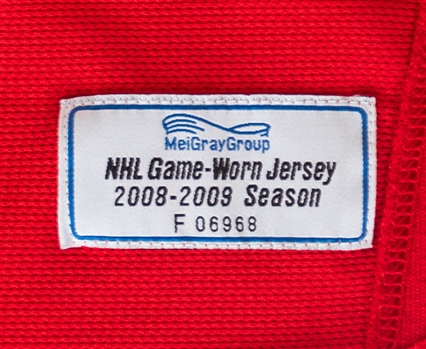 MeiGrayGroup
NHL Game-Worn Jersey
2008-2009 Season
F 06968